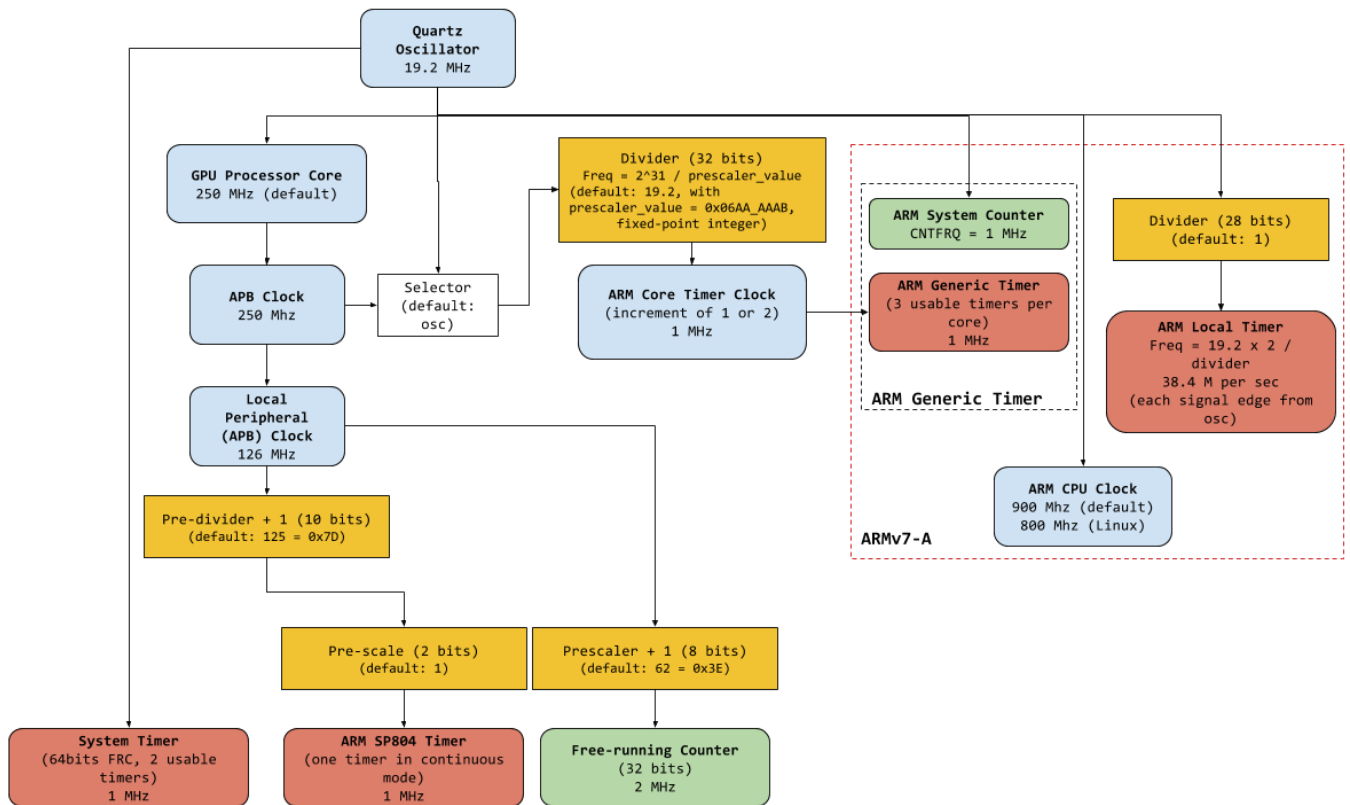 Quartz
Oscillator
19.2 MHz
GPU Processor Core
250 MHz (default)
Divider (32 bits)
Freq = 2^31 / prescaler_value
(default: 19.2, with
prescaler_value = 0x06AA_AAAB,
fixed-point integer)
ARM System Counter
CNTFRQ = 1 MHz
Divider (28 bits)
(default: 1)
APB Clock
250 Mhz
Selector
(default:
osc)
ARM Core Timer Clock
(increment of 1 or 2)
1 MHz
ARM Generic Timer
(3 usable timers per
core)
1 MHz
ARM Generic Timer
ARM Local Timer
Freq = 19.2 x 2 /
divider
38.4 M per sec
(each signal edge from
osc)
Local
Peripheral
(APB) Clock
126 MHz
ARM CPU Clock
900 Mhz (default)
800 Mhz (Linux)
ARMv7-A
Pre-divider + 1 (10 bits)
(default: 125 = 0x7D)
Pre-scale (2 bits)
(default: 1)
Prescaler + 1 (8 bits)
(default: 62 = 0x3E)
System Timer
(64bits FRC, 2 usable
timers)
1 MHz
ARM SP804 Timer
(one timer in continuous
mode)
1 MHz
Free-running Counter
(32 bits)
2 MHz